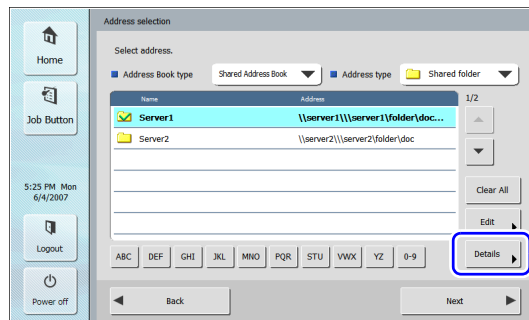 Address selection
Home
Select address.
Address Book type
Shared Address Book
Address type
Shared folder
Name
Address
1/2
Server1
\\server1\\\server1\folder\doc...
Server2
\\server2\\\server2\folder\doc
Job Button
5:25 PM Mon
6/4/2007
Clear All
Edit
Logout
ABC
DEF
GHI
JKL
MNO
PQR
STU
VWX
YZ
0-9
Details
Power off
Back
Next